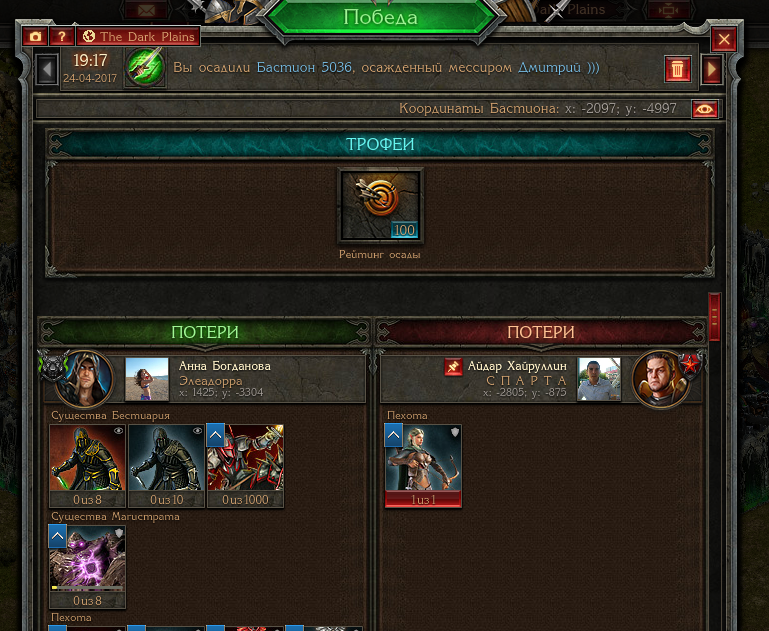 Победа
Plains
? The Dark Plains
19:17
24-04-2017
Вы осадили Бастион 5036, осажденный мессиром Дмитрий )))
Координаты Бастиона: x: -2097; y: -4997
ТРОФЕИ
100
Рейтинг осады
ПОТЕРИ
Анна Богданова
Элеадорра
x: 1425; y: -3304
Существа Бестиария
0 из 8
0 из 10
0 из 1000
Существа Магистрата
0 из 8
Пехота
ПОТЕРИ
Айдар Хайруллин
С П А Р Т А
x: -2805; y: -875
Пехота
1 из 1